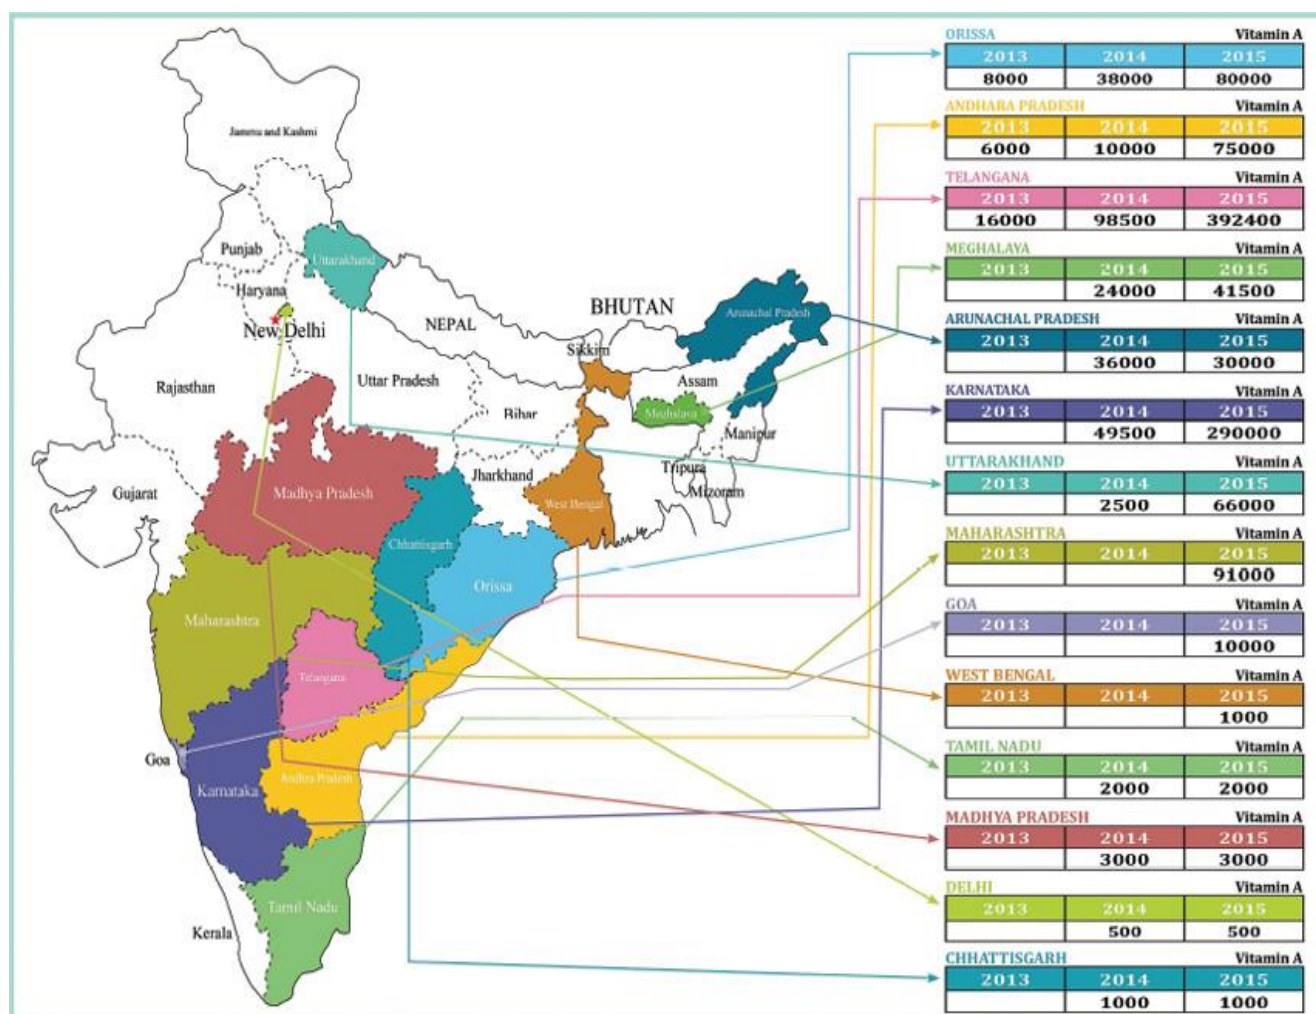 Jammu and Kashmi
Punjab
Uttarakhand
Haryana
New Delhi
NEPAL
BHUTAN
Arunachal Pradesh
Sikkim
Rajasthan
Uttar Pradesh
Assam
Bihar
Meghalaya
Manipur
Gujarat
Madhya Pradesh
Jharkhand
Tripura
Mizoram
West Bengal
Chhattisgarh
Orissa
Maharashtra
Telangana
Goa
Karnataka
Andhra Pradesh
Tamil Nadu
Kerala
ORISSA Vitamin A
2013 2014 2015
8000 38000 80000
ANDHARA PRADESH Vitamin A
2013 2014 2015
6000 10000 75000
TELANGANA Vitamin A
2013 2014 2015
16000 98500 392400
MEGHALAYA Vitamin A
2013 2014 2015
24000 41500
ARUNACHAL PRADESH Vitamin A
2013 2014 2015
36000 30000
KARNATAKA Vitamin A
2013 2014 2015
49500 290000
UTTARAKHAND Vitamin A
2013 2014 2015
2500 66000
MAHARASHTRA Vitamin A
2013 2014 2015
91000
GOA Vitamin A
2013 2014 2015
10000
WEST BENGAL Vitamin A
2013 2014 2015
1000
TAMIL NADU Vitamin A
2013 2014 2015
2000 2000
MADHYA PRADESH Vitamin A
2013 2014 2015
3000 3000
DELHI Vitamin A
2013 2014 2015
500 500
CHHATTISGARH Vitamin A
2013 2014 2015
1000 1000